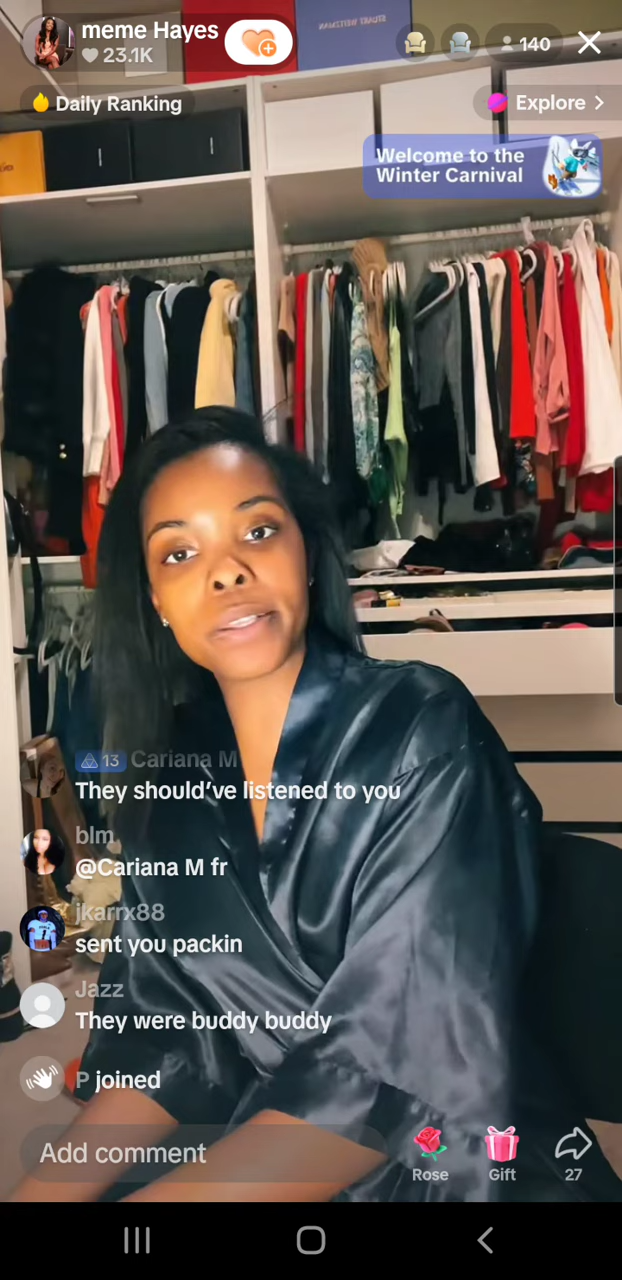 meme Hayes
23.1K
140
Daily Ranking
Explore
STUART WEITZMAN
Welcome to the
Winter Carnival
13 Cariana M
They should've listened to you
blm
@Cariana M fr
jkarrx88
sent you packin
Jazz
They were buddy buddy
P joined
Add comment
Rose
Gift
27